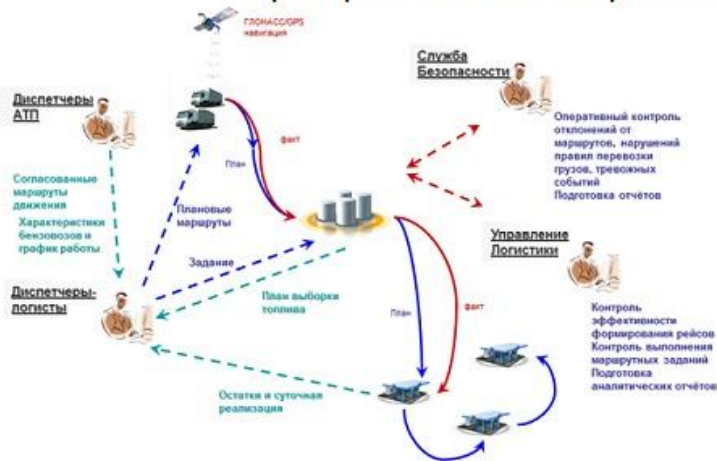 ГЛОНАСС/GPS
навигация
Служба
Безопасности
Диспетчеры
АТП
Оперативный контроль
отклонений от
маршрутов, нарушений
правил перевозки
грузов, тревожных
событий
Подготовка отчётов
факт
План
Согласованные
маршруты
движения
Характеристики
бензовозов и
график работы
Плановые
маршруты
Задание
Управление
Логистики
Диспетчеры-
логисты
План выборки
топлива
План
факт
Контроль
эффективности
формирования рейсов
Контроль выполнения
маршрутных заданий
Подготовка
аналитических отчётов
Остатки и суточная
реализация